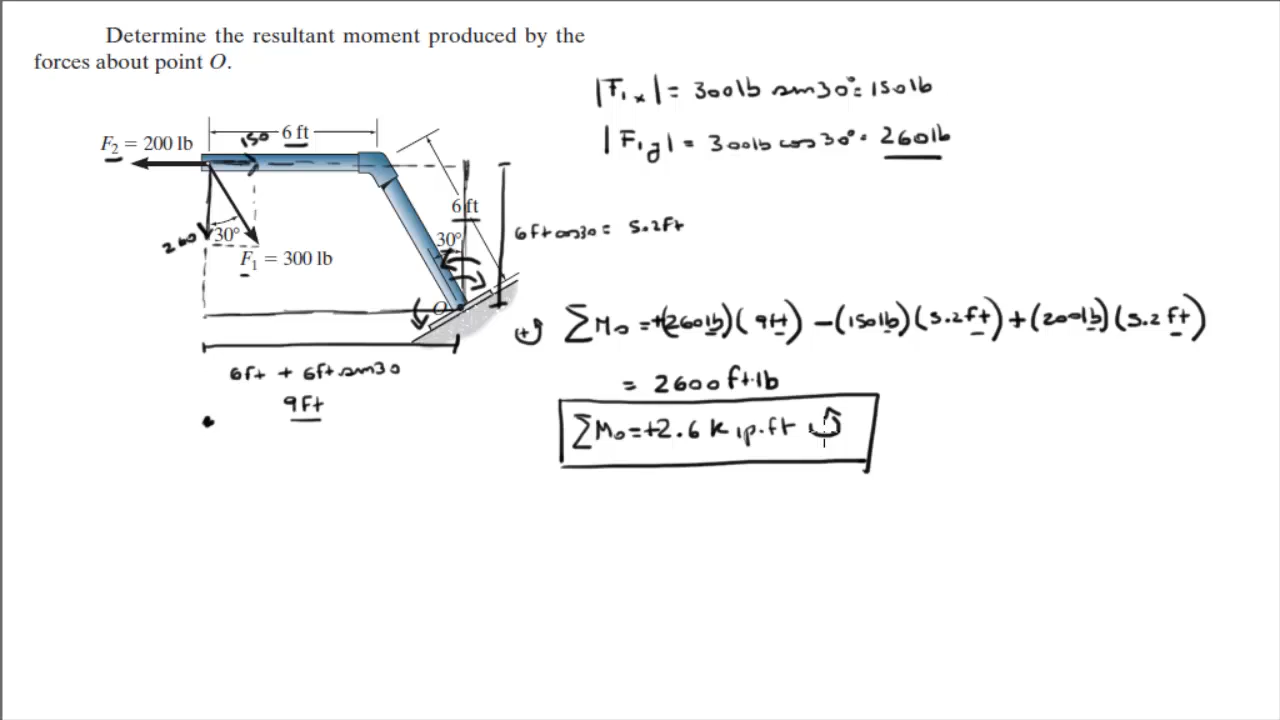 Determine the resultant moment produced by the
forces about point O.
|F₁ₓ| = 300lb sin30° = 150lb
|F₁y| = 300lb cos30° = 260lb
F₂ = 200 lb
150
6 ft
6 ft
30°
260
30°
F₁ = 300 lb
6ft cos30 = 5.2ft
O
(+) ΣMo = +(260lb)(9ft) -(150lb)(5.2ft) + (200lb)(5.2ft)
6ft + 6ft sin30
9ft
= 2600 ft·lb
ΣMo = +2.6 kip·ft